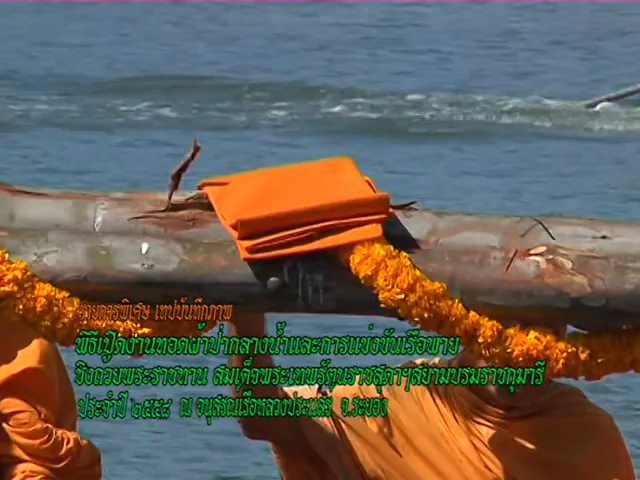 รายการพิเศษ เทปบันทึกภาพ
พิธีเปิดงานทอดผ้าป่ากลางน้ำและการแข่งขันเรือพาย
ชิงถ้วยพระราชทาน สมเด็จพระเทพรัตนราชสุดาฯสยามบรมราชกุมารี
ประจำปี ๒๕๕๘ ณ อนุสรณ์เรือหลวงประแสร์ จ.ระยอง